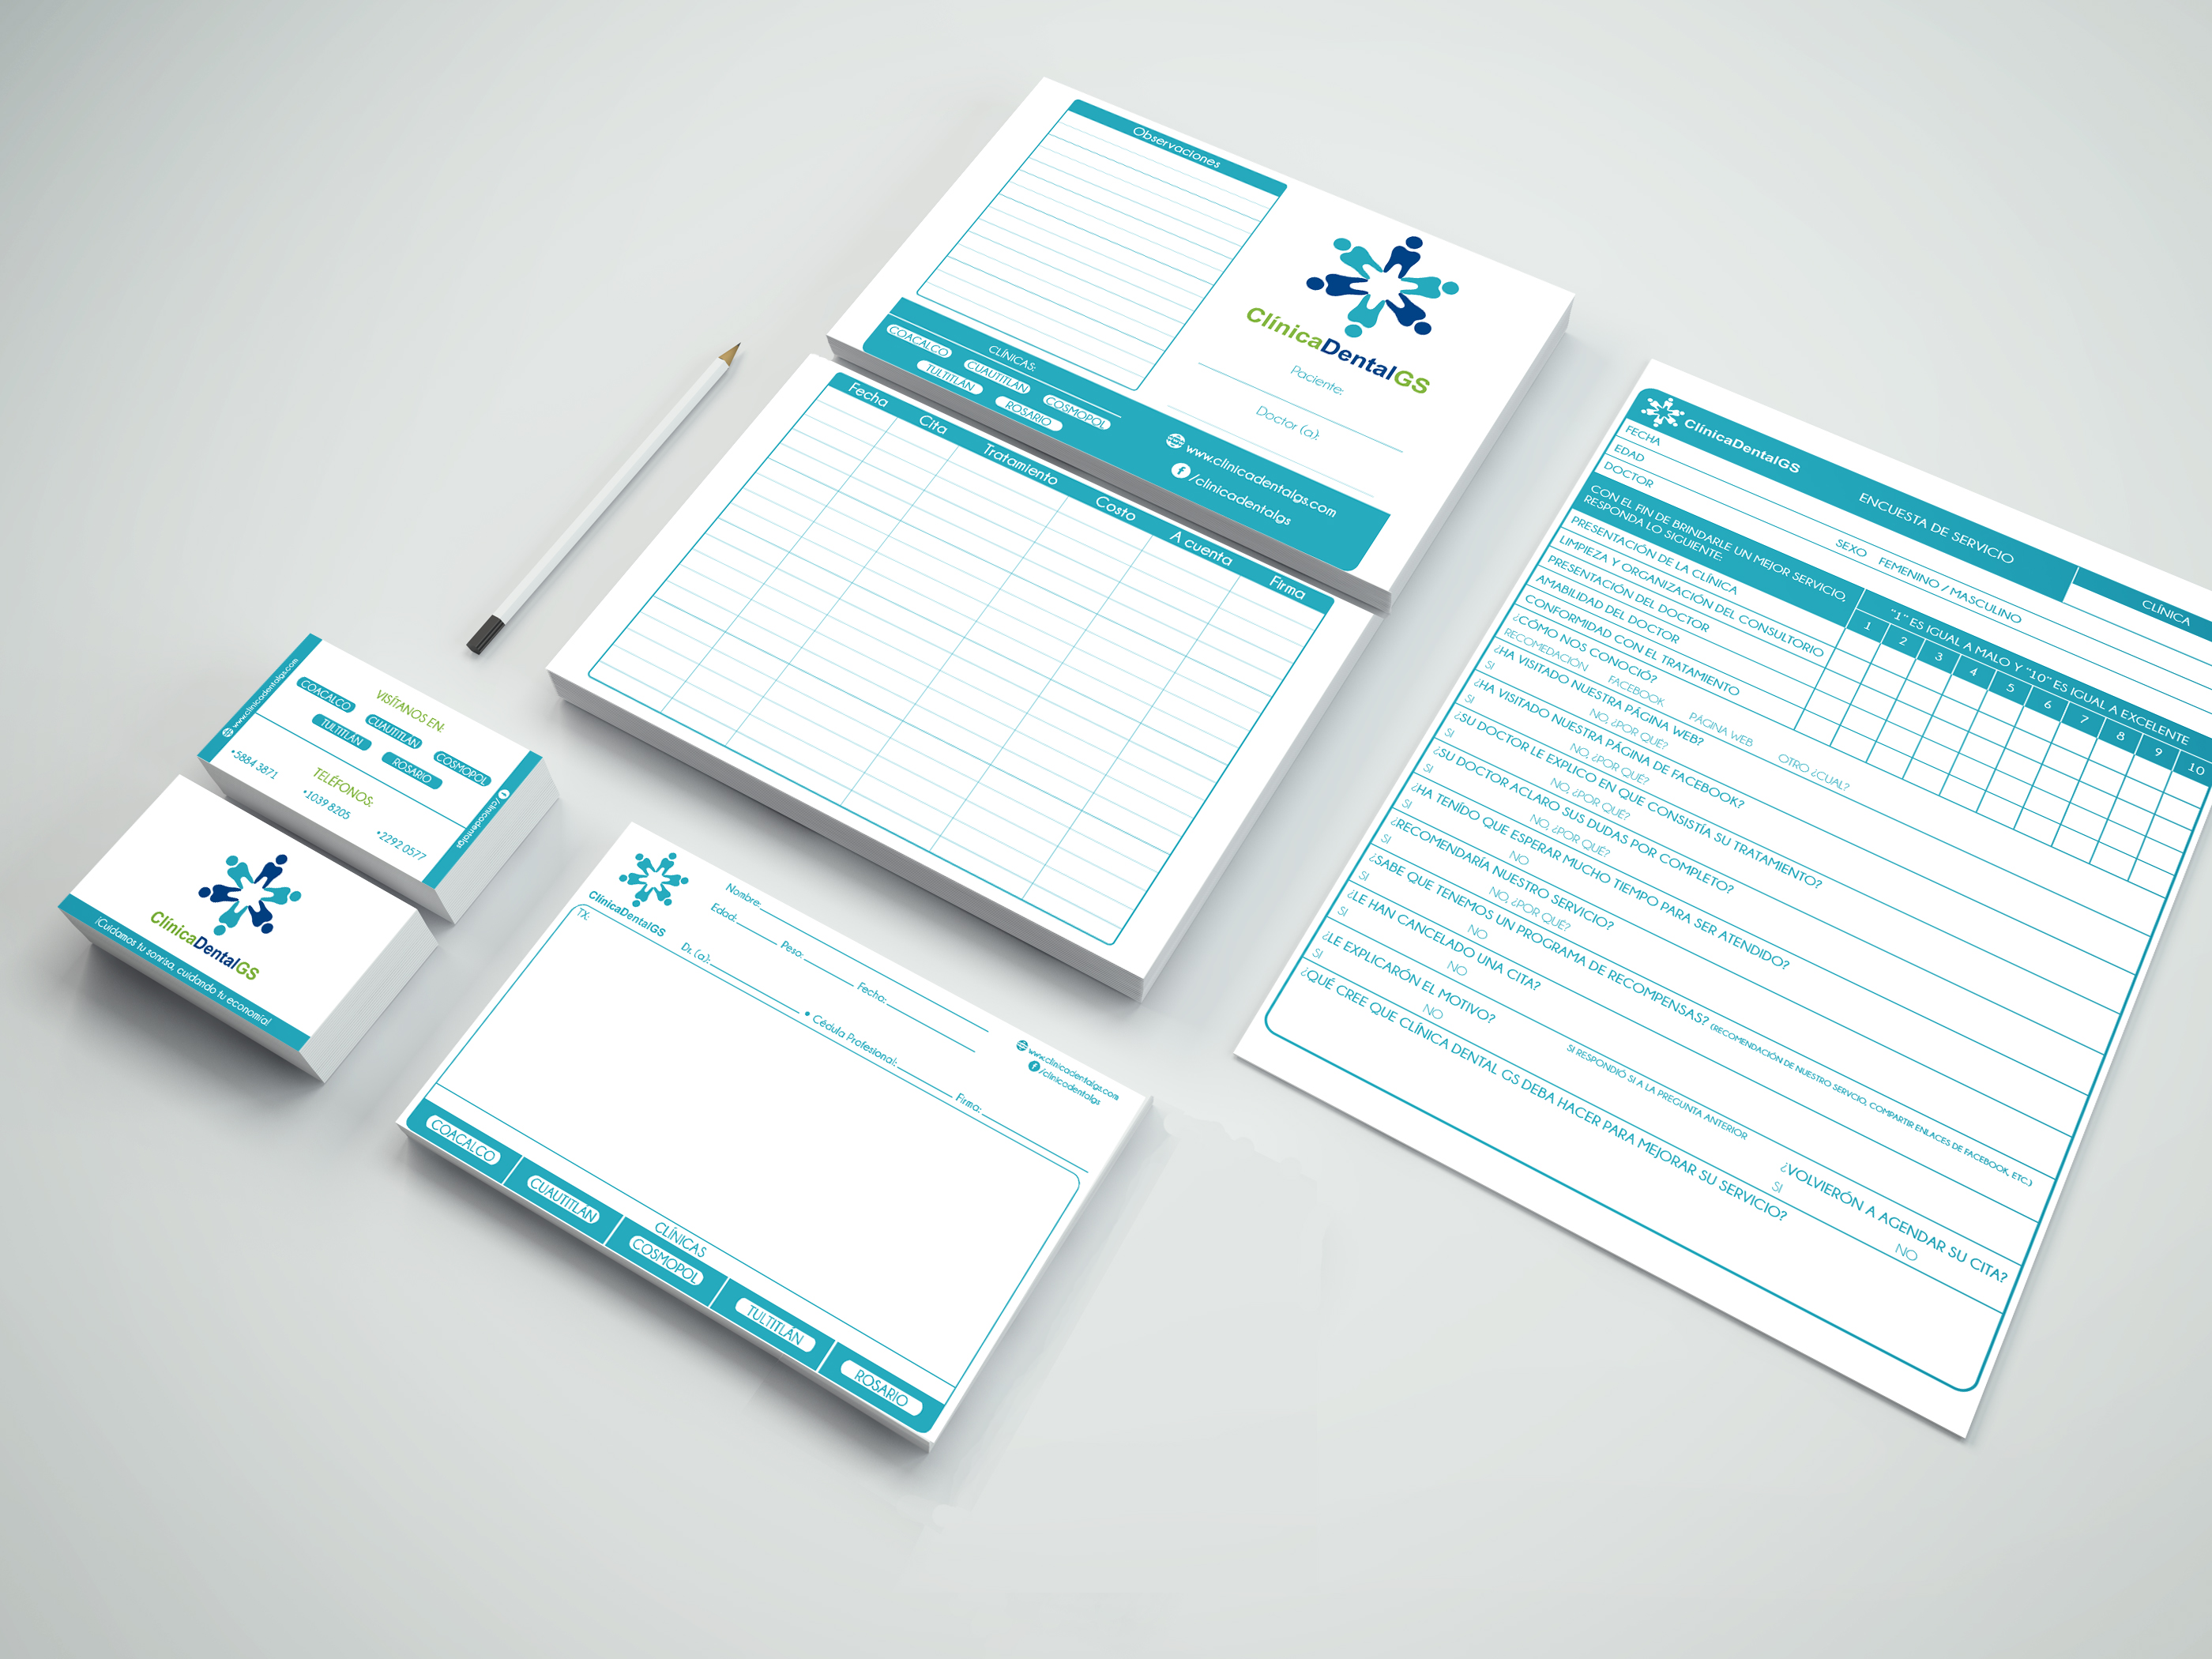 Observaciones
ClínicaDentalGS
Paciente:
Doctor (a):
CLÍNICAS:
COACALCO
CUAUTITLAN
COSMOPOL
TULTITLAN
ROSARIO
www.clinicadentalgs.com
/clinicadentalgs
Fecha Cita Tratamiento Costo A cuenta Firma
VISÍTANOS EN:
COACALCO
CUAUTITLAN
COSMOPOL
TULTITLAN
ROSARIO
TELÉFONOS:
•5884 3871
•1039 8205
•2292 0577
www.clinicadentalgs.com
/clinicadentalgs
ClínicaDentalGS
¡Cuidamos tu sonrisa, cuidando tu economía!
ClínicaDentalGS
Nombre:
Edad: Peso: Fecha:
Dr. (a): • Cédula Profesional: Firma:
www.clinicadentalgs.com
/clinicadentalgs
TX:
CLÍNICAS
COACALCO
CUAUTITLAN
COSMOPOL
TULTITLÁN
ROSARIO
ClínicaDentalGS
ENCUESTA DE SERVICIO
CLÍNICA
FECHA
EDAD
SEXO FEMENINO / MASCULINO
DOCTOR
CON EL FIN DE BRINDARLE UN MEJOR SERVICIO,
RESPONDA LO SIGUIENTE:
"1" ES IGUAL A MALO Y "10" ES IGUAL A EXCELENTE
1 2 3 4 5 6 7 8 9 10
PRESENTACIÓN DE LA CLÍNICA
LIMPIEZA Y ORGANIZACIÓN DEL CONSULTORIO
PRESENTACIÓN DEL DOCTOR
AMABILIDAD DEL DOCTOR
CONFORMIDAD CON EL TRATAMIENTO
¿CÓMO NOS CONOCIÓ?
RECOMEDACIÓN FACEBOOK PÁGINA WEB OTRO ¿CUAL?
¿HA VISITADO NUESTRA PÁGINA WEB?
SI NO, ¿POR QUÉ?
¿HA VISITADO NUESTRA PÁGINA DE FACEBOOK?
SI NO, ¿POR QUÉ?
¿SU DOCTOR LE EXPLICO EN QUE CONSISTÍA SU TRATAMIENTO?
SI NO, ¿POR QUÉ?
¿SU DOCTOR ACLARO SUS DUDAS POR COMPLETO?
SI NO, ¿POR QUÉ?
¿HA TENÍDO QUE ESPERAR MUCHO TIEMPO PARA SER ATENDIDO?
SI NO
¿RECOMENDARÍA NUESTRO SERVICIO?
SI NO, ¿POR QUÉ?
¿SABE QUE TENEMOS UN PROGRAMA DE RECOMPENSAS? (RECOMENDACIÓN DE NUESTRO SERVICIO, COMPARTIR ENLACES DE FACEBOOK, ETC.)
SI NO
¿LE HAN CANCELADO UNA CITA?
SI NO
SI RESPONDIÓ SI A LA PREGUNTA ANTERIOR
¿LE EXPLICARÓN EL MOTIVO?
SI NO
¿VOLVIERÓN A AGENDAR SU CITA?
SI NO
¿QUÉ CREE QUE CLÍNICA DENTAL GS DEBA HACER PARA MEJORAR SU SERVICIO?